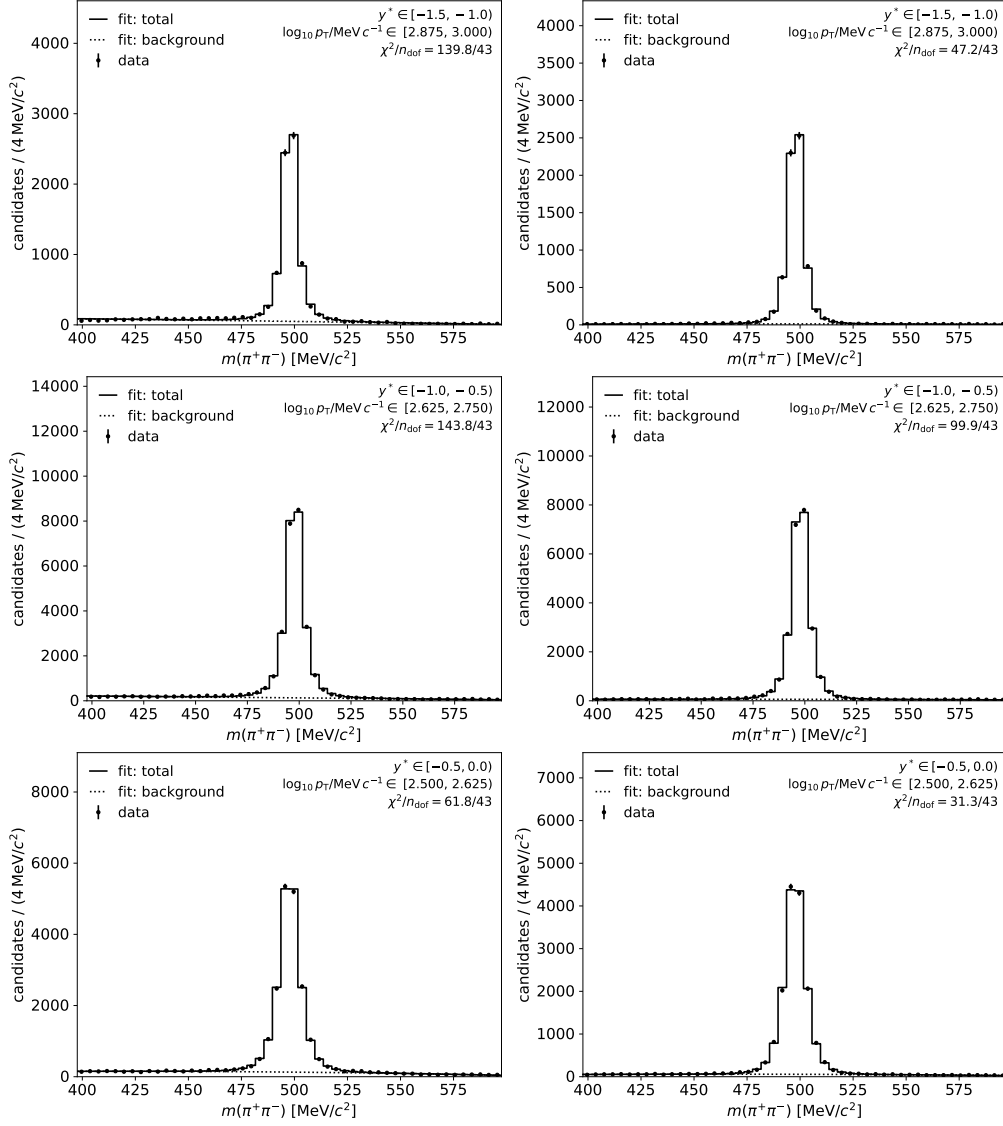 fit: total
fit: background
data
y* ∈ [−1.5, −1.0)
log₁₀ p_T/MeV c⁻¹ ∈ [2.875, 3.000)
χ²/n_dof = 139.8/43
candidates / (4 MeV/c²)
4000
3000
2000
1000
0
400 425 450 475 500 525 550 575
m(π⁺π⁻) [MeV/c²]
fit: total
fit: background
data
y* ∈ [−1.5, −1.0)
log₁₀ p_T/MeV c⁻¹ ∈ [2.875, 3.000)
χ²/n_dof = 47.2/43
candidates / (4 MeV/c²)
4000
3500
3000
2500
2000
1500
1000
500
0
400 425 450 475 500 525 550 575
m(π⁺π⁻) [MeV/c²]
fit: total
fit: background
data
y* ∈ [−1.0, −0.5)
log₁₀ p_T/MeV c⁻¹ ∈ [2.625, 2.750)
χ²/n_dof = 143.8/43
candidates / (4 MeV/c²)
14000
12000
10000
8000
6000
4000
2000
0
400 425 450 475 500 525 550 575
m(π⁺π⁻) [MeV/c²]
fit: total
fit: background
data
y* ∈ [−1.0, −0.5)
log₁₀ p_T/MeV c⁻¹ ∈ [2.625, 2.750)
χ²/n_dof = 99.9/43
candidates / (4 MeV/c²)
12000
10000
8000
6000
4000
2000
0
400 425 450 475 500 525 550 575
m(π⁺π⁻) [MeV/c²]
fit: total
fit: background
data
y* ∈ [−0.5, 0.0)
log₁₀ p_T/MeV c⁻¹ ∈ [2.500, 2.625)
χ²/n_dof = 61.8/43
candidates / (4 MeV/c²)
8000
6000
4000
2000
0
400 425 450 475 500 525 550 575
m(π⁺π⁻) [MeV/c²]
fit: total
fit: background
data
y* ∈ [−0.5, 0.0)
log₁₀ p_T/MeV c⁻¹ ∈ [2.500, 2.625)
χ²/n_dof = 31.3/43
candidates / (4 MeV/c²)
7000
6000
5000
4000
3000
2000
1000
0
400 425 450 475 500 525 550 575
m(π⁺π⁻) [MeV/c²]